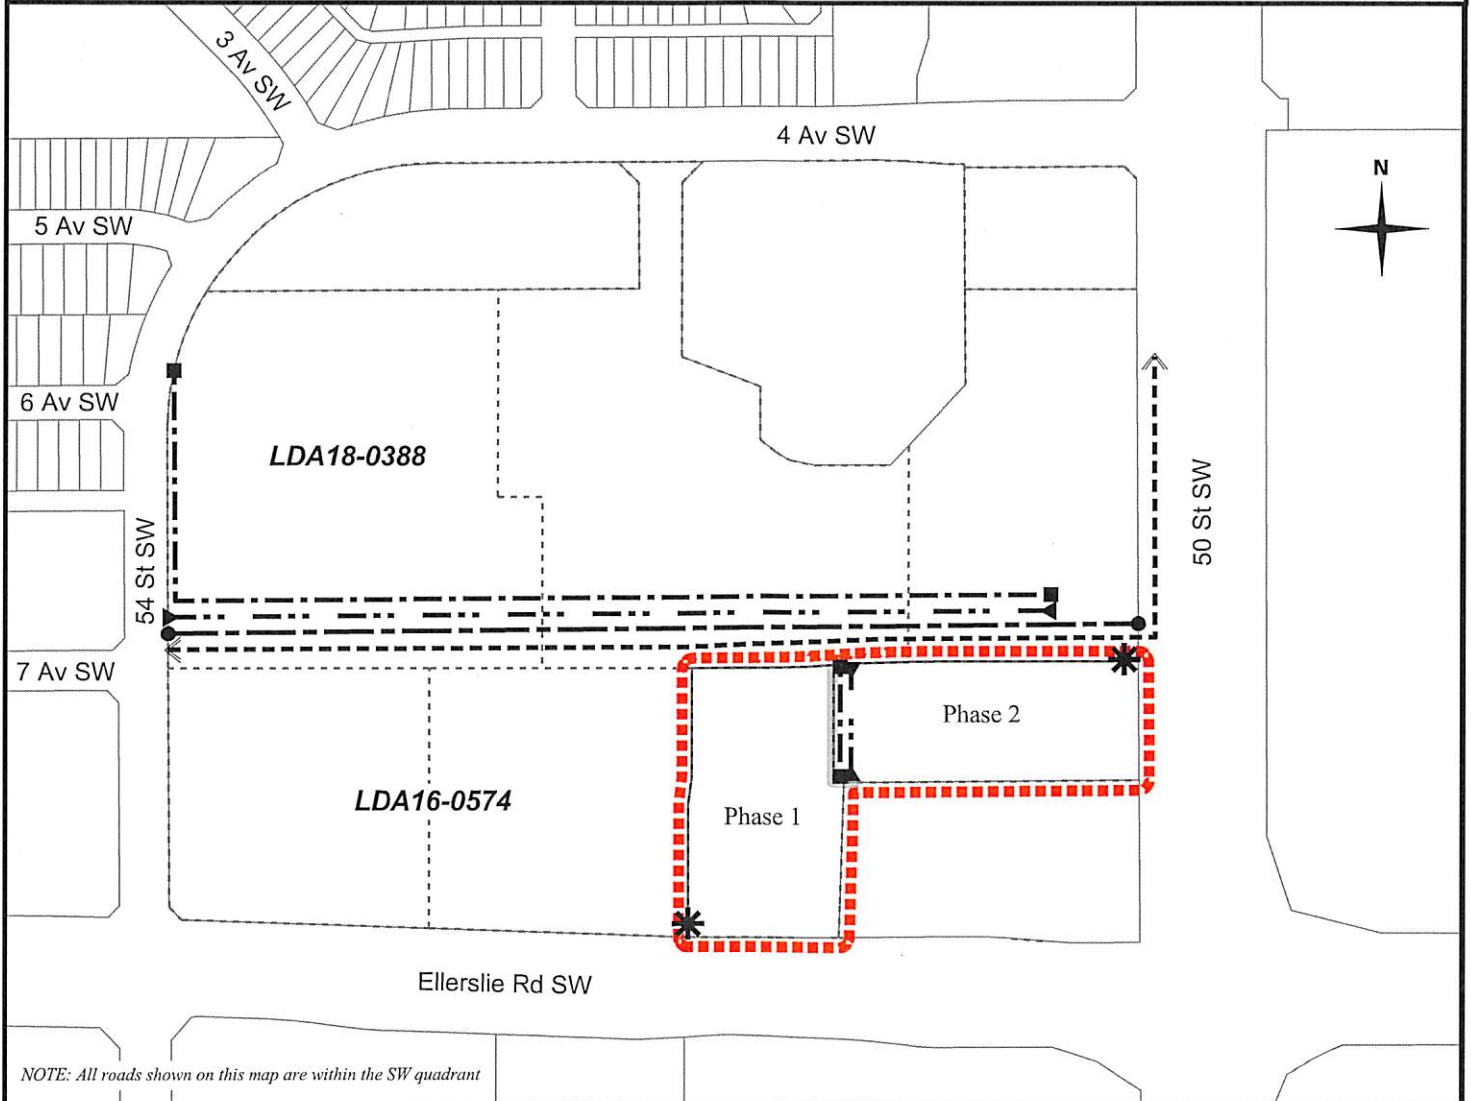 3 Av SW
4 Av SW
N
5 Av SW
6 Av SW
LDA18-0388
50 St SW
54 St SW
7 Av SW
Phase 2
LDA16-0574
Phase 1
Ellerslie Rd SW
NOTE: All roads shown on this map are within the SW quadrant